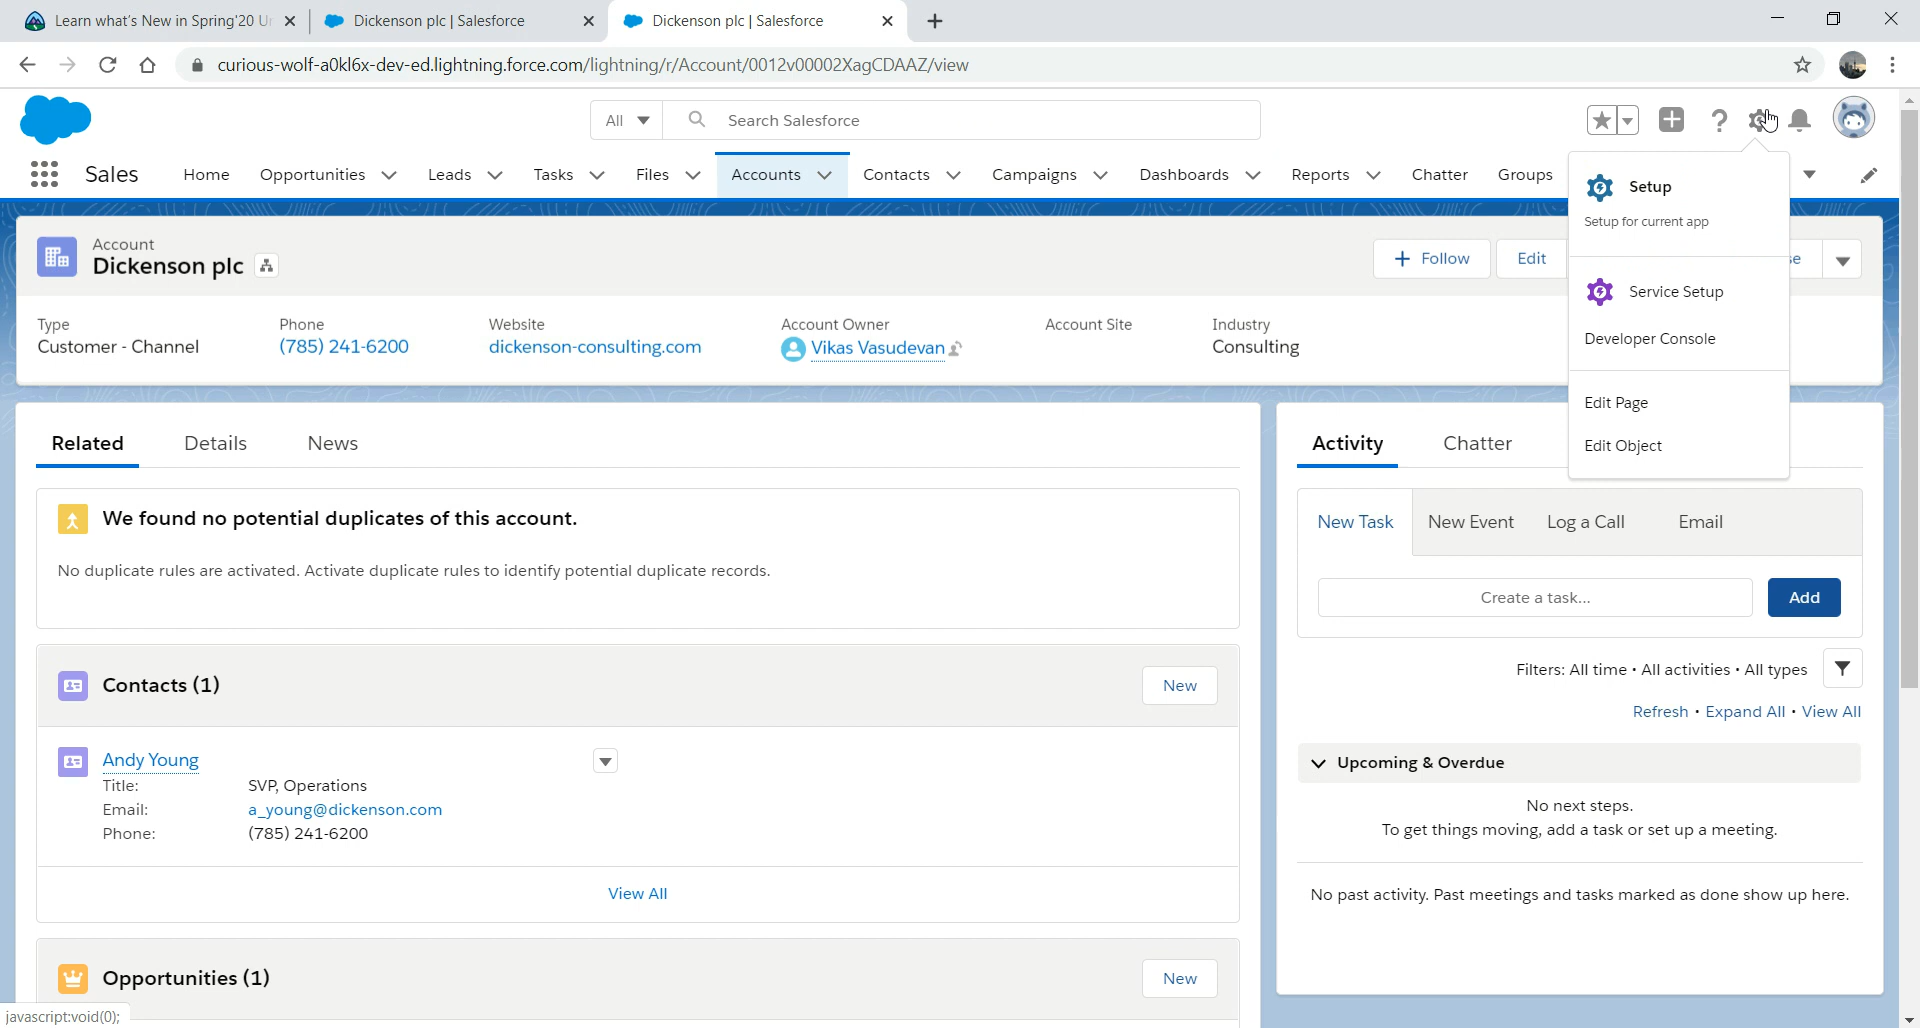 Learn what's New in Spring'20 U
Dickenson plc | Salesforce
Dickenson plc | Salesforce
curious-wolf-a0kl6x-dev-ed.lightning.force.com/lightning/r/Account/0012v00002XagCDAAZ/view
All
Search Salesforce
Sales
Home
Opportunities
Leads
Tasks
Files
Accounts
Contacts
Campaigns
Dashboards
Reports
Chatter
Groups
Setup
Setup for current app
Service Setup
Developer Console
Edit Page
Edit Object
Account
Dickenson plc
Follow
Edit
se
Type
Customer - Channel
Phone
(785) 241-6200
Website
dickenson-consulting.com
Account Owner
Vikas Vasudevan
Account Site
Industry
Consulting
Related
Details
News
We found no potential duplicates of this account.
No duplicate rules are activated. Activate duplicate rules to identify potential duplicate records.
Contacts (1)
New
Andy Young
Title: SVP, Operations
Email: a_young@dickenson.com
Phone: (785) 241-6200
View All
Opportunities (1)
New
Activity
Chatter
New Task
New Event
Log a Call
Email
Create a task...
Add
Filters: All time • All activities • All types
Refresh • Expand All • View All
Upcoming & Overdue
No next steps.
To get things moving, add a task or set up a meeting.
No past activity. Past meetings and tasks marked as done show up here.
javascript:void(0);